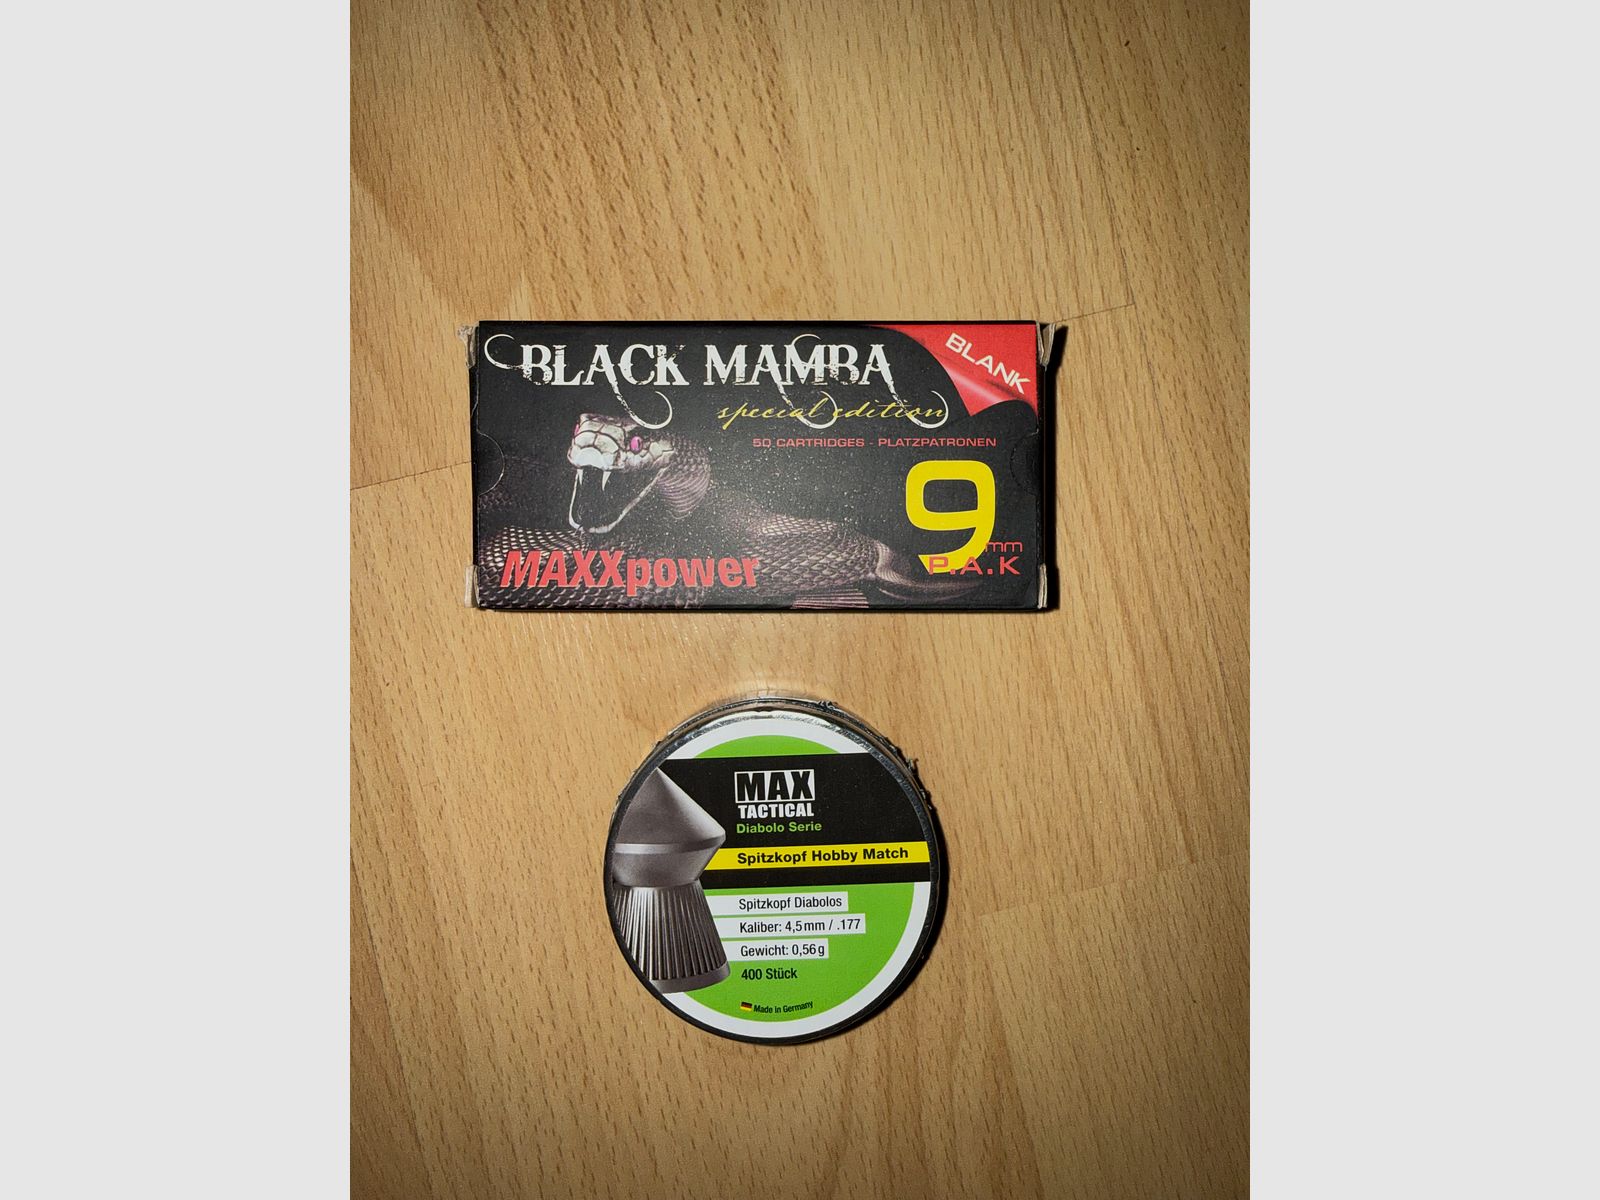 BLACK MAMBA
BLANK
special edition
50 CARTRIDGES - PLATZPATRONEN
9
mm
P.A.K
MAXXpower
MAX
TACTICAL
Diabolo Serie
Spitzkopf Hobby Match
Spitzkopf Diabolos
Kaliber: 4,5 mm / .177
Gewicht: 0,56 g
400 Stück
Made in Germany